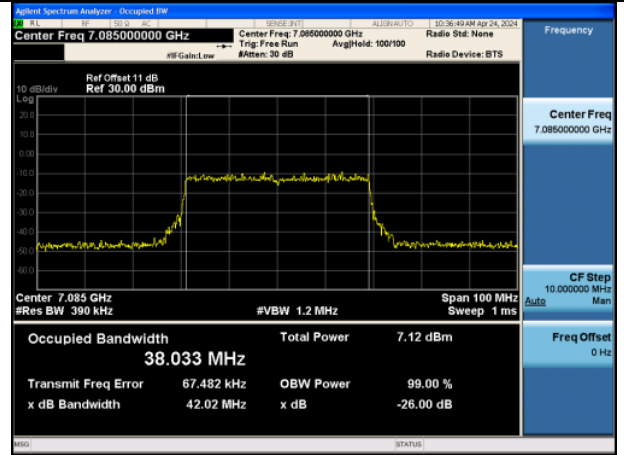 Agilent Spectrum Analyzer - Occupied BW
RL RF 50 Ω AC SENSE:INT ALIGNAUTO 10:36:49 AM Apr 24, 2024
Center Freq 7.085000000 GHz
Center Freq: 7.085000000 GHz
Radio Std: None
Trig: Free Run Avg|Hold: 100/100
#IFGain:Low #Atten: 30 dB Radio Device: BTS
Frequency
Ref Offset 11 dB
10 dB/div Ref 30.00 dBm
Log
20.0
10.0
0.00
-10.0
-20.0
-30.0
-40.0
-50.0
-60.0
Center 7.085 GHz Span 100 MHz
#Res BW 390 kHz #VBW 1.2 MHz Sweep 1 ms
Occupied Bandwidth Total Power 7.12 dBm
38.033 MHz
Transmit Freq Error 67.482 kHz OBW Power 99.00 %
x dB Bandwidth 42.02 MHz x dB -26.00 dB
Center Freq
7.085000000 GHz
CF Step
10.000000 MHz
Auto Man
Freq Offset
0 Hz
MSG STATUS